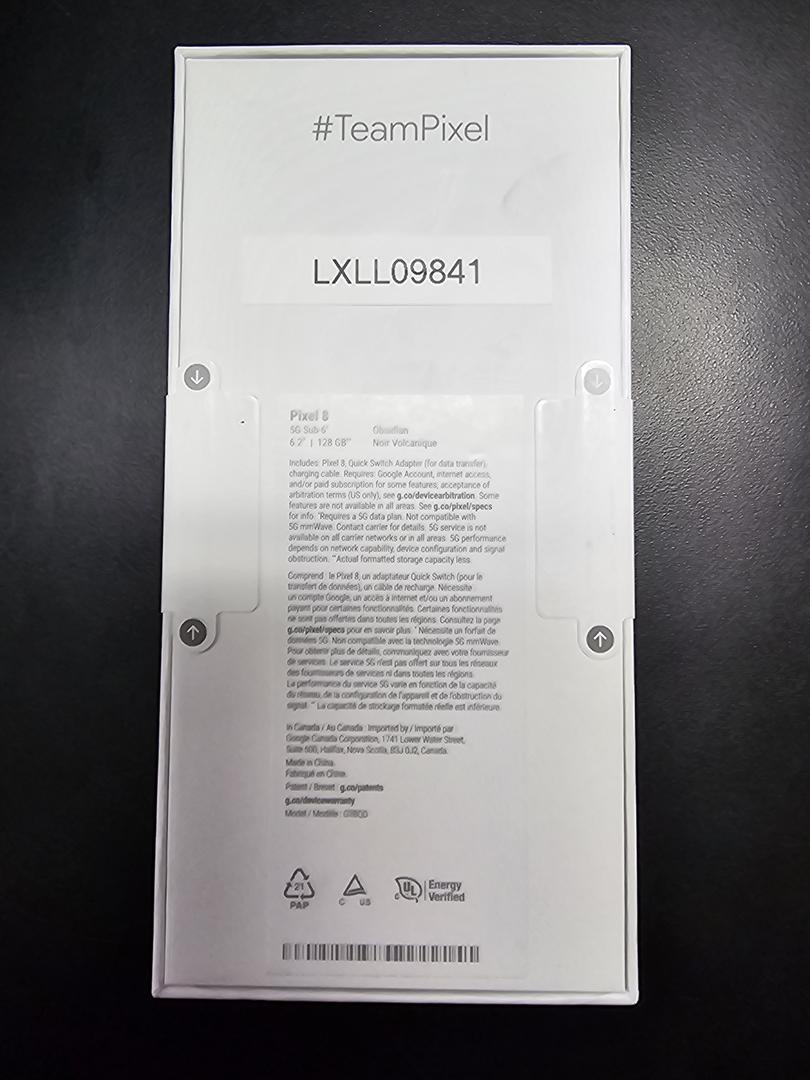 #TeamPixel
LXLL09841
Pixel 8
5G Sub-6* Obsidian
6.2" | 128 GB** Noir Volcanique
Includes: Pixel 8, Quick Switch Adapter (for data transfer),
charging cable. Requires: Google Account, internet access,
and/or paid subscription for some features; acceptance of
arbitration terms (US only), see g.co/devicearbitration. Some
features are not available in all areas. See g.co/pixel/specs
for info. *Requires a 5G data plan. Not compatible with
5G mmWave. Contact carrier for details. 5G service is not
available on all carrier networks or in all areas. 5G performance
depends on network capability, device configuration and signal
obstruction. **Actual formatted storage capacity less.
Comprend : le Pixel 8, un adaptateur Quick Switch (pour le
transfert de données), un câble de recharge. Nécessite
un compte Google, un accès à internet et/ou un abonnement
payant pour certaines fonctionnalités. Certaines fonctionnalités
ne sont pas offertes dans toutes les régions. Consultez la page
g.co/pixel/specs pour en savoir plus. * Nécessite un forfait de
données 5G. Non compatible avec la technologie 5G mmWave.
Pour obtenir plus de détails, communiquez avec votre fournisseur
de services. Le service 5G n'est pas offert sur tous les réseaux
des fournisseurs de services ni dans toutes les régions.
La performance du service 5G varie en fonction de la capacité
du réseau, de la configuration de l'appareil et de l'obstruction du
signal. ** La capacité de stockage formatée réelle est inférieure.
In Canada / Au Canada : Imported by / Importé par :
Google Canada Corporation, 1741 Lower Water Street,
Suite 600, Halifax, Nova Scotia, B3J 0J2, Canada.
Made in China.
Fabriqué en Chine.
Patent / Brevet : g.co/patents
g.co/devicewarranty
Model / Modèle :
21
PAP
C US
C UL Energy
Verified